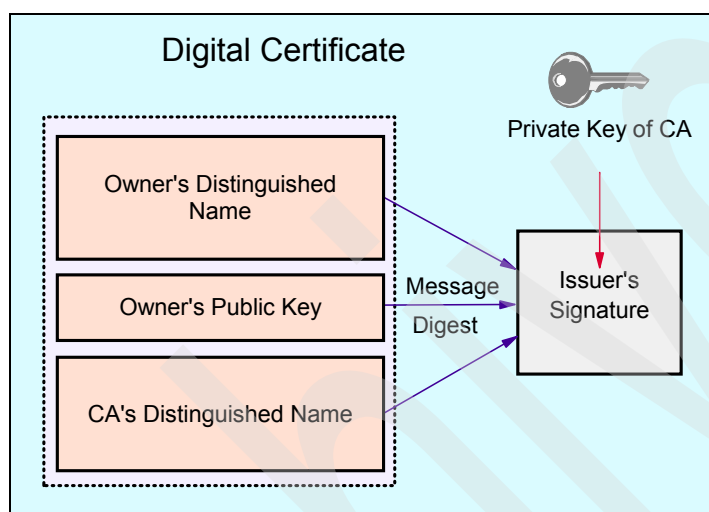 Digital Certificate
Private Key of CA
Owner's Distinguished
Name
Owner's Public Key
CA's Distinguished Name
Message
Digest
Issuer's
Signature